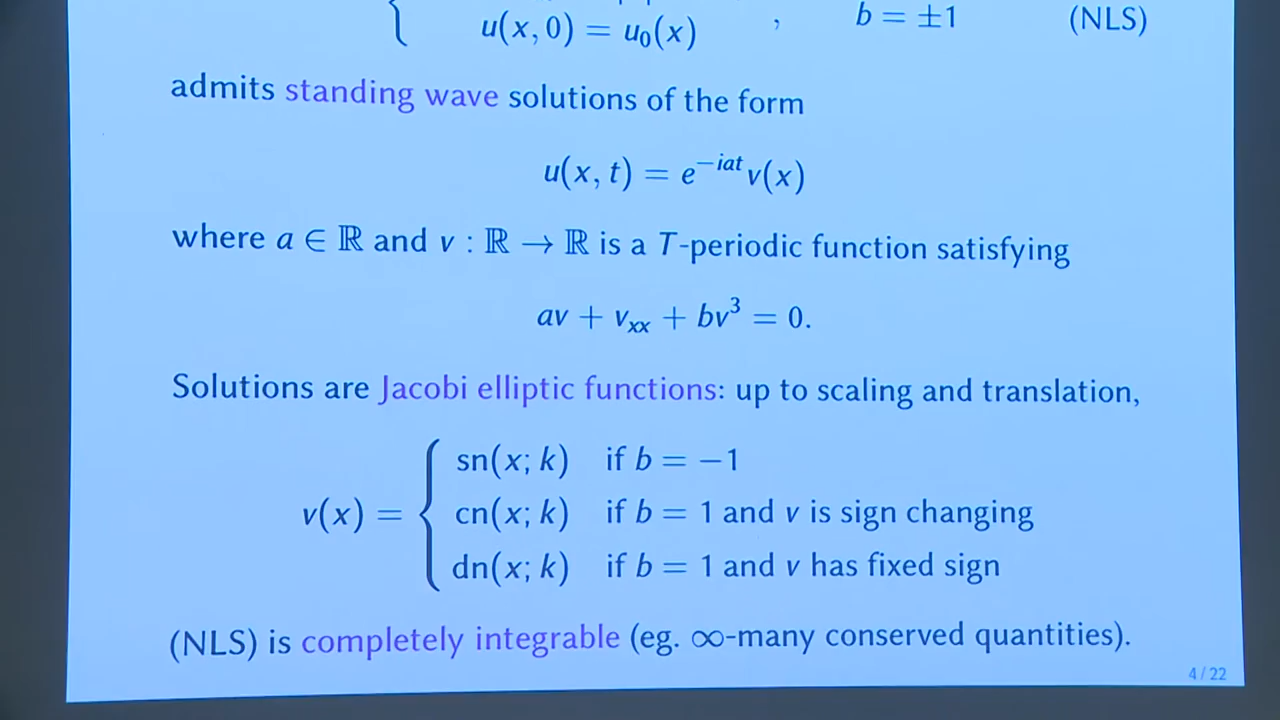 u(x, 0) = u₀(x) , b = ±1 (NLS)
admits standing wave solutions of the form
u(x, t) = e^{−iat} v(x)
where a ∈ ℝ and v : ℝ → ℝ is a T-periodic function satisfying
av + v_{xx} + bv³ = 0.
Solutions are Jacobi elliptic functions: up to scaling and translation,
v(x) = { sn(x; k) if b = −1
cn(x; k) if b = 1 and v is sign changing
dn(x; k) if b = 1 and v has fixed sign
(NLS) is completely integrable (eg. ∞-many conserved quantities).
4 / 22